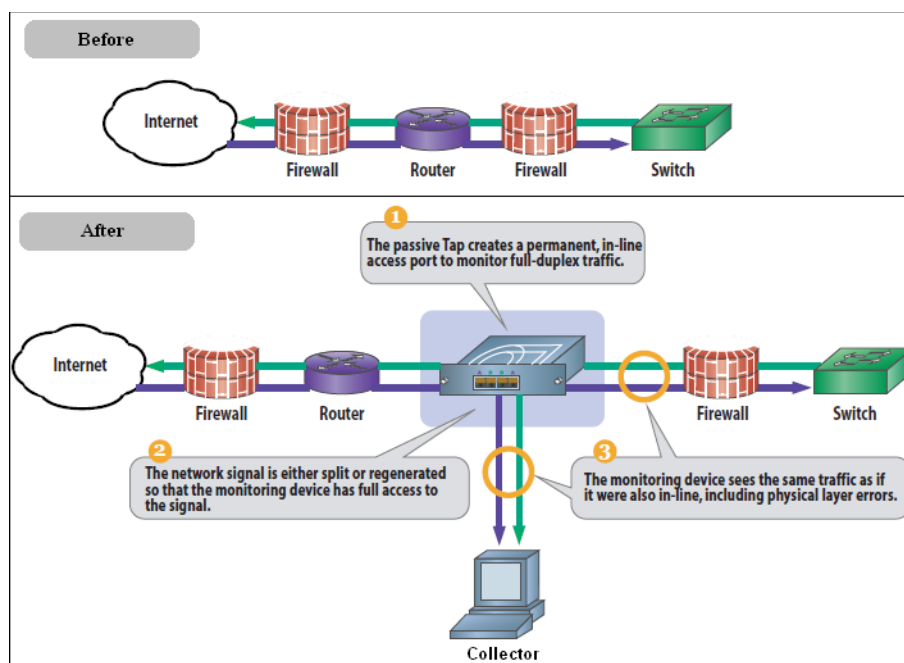 Before
Internet
Firewall
Router
Firewall
Switch
After
1
The passive Tap creates a permanent, in-line
access port to monitor full-duplex traffic.
Internet
Firewall
Router
Firewall
Switch
2
The network signal is either split or regenerated
so that the monitoring device has full access to
the signal.
3
The monitoring device sees the same traffic as if
it were also in-line, including physical layer errors.
Collector